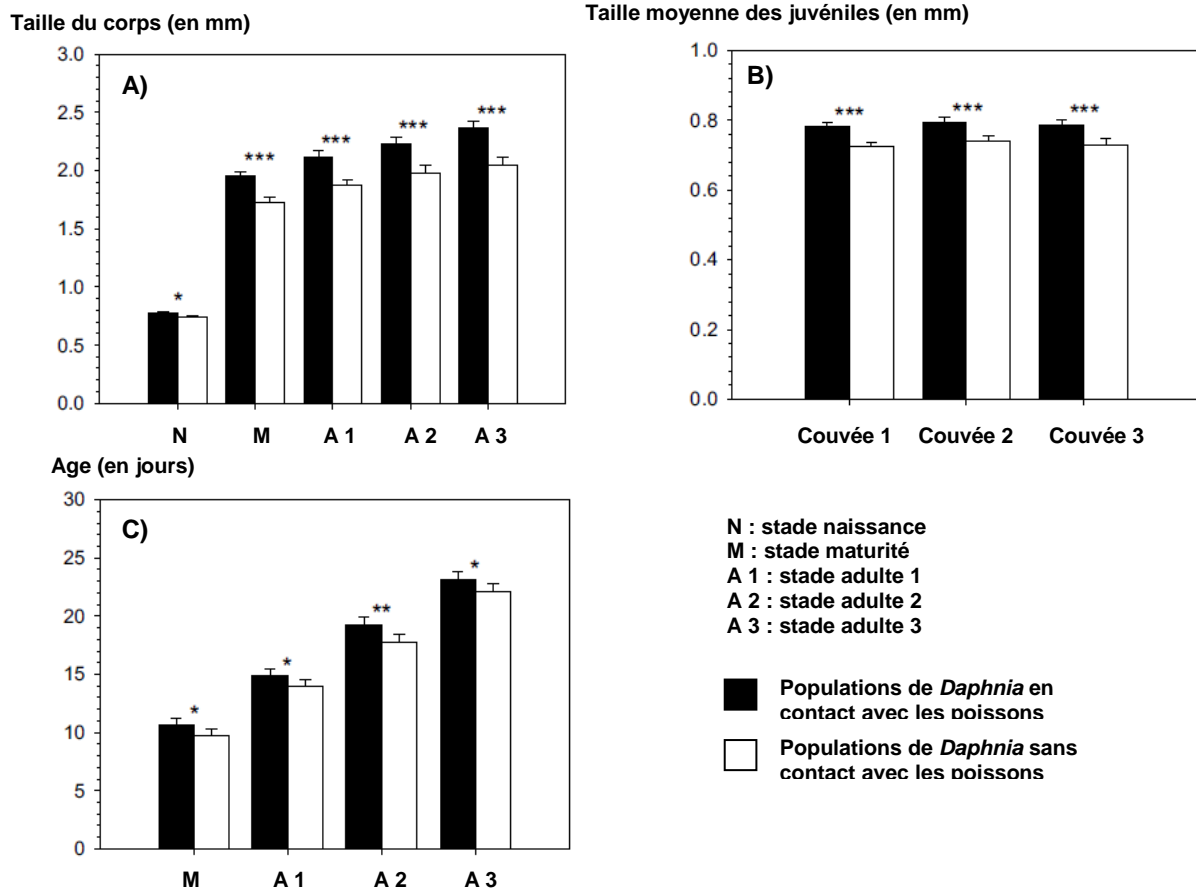 Taille du corps (en mm)
Taille moyenne des juvéniles (en mm)
A)
3.0
2.5
2.0
1.5
1.0
0.5
0.0
*
***
***
***
***
N M A 1 A 2 A 3
B)
1.0
0.8
0.6
0.4
0.2
0.0
***
***
***
Couvée 1 Couvée 2 Couvée 3
Age (en jours)
C)
30
25
20
15
10
5
0
*
*
**
*
M A 1 A 2 A 3
N : stade naissance
M : stade maturité
A 1 : stade adulte 1
A 2 : stade adulte 2
A 3 : stade adulte 3
Populations de Daphnia en
contact avec les poissons
Populations de Daphnia sans
contact avec les poissons